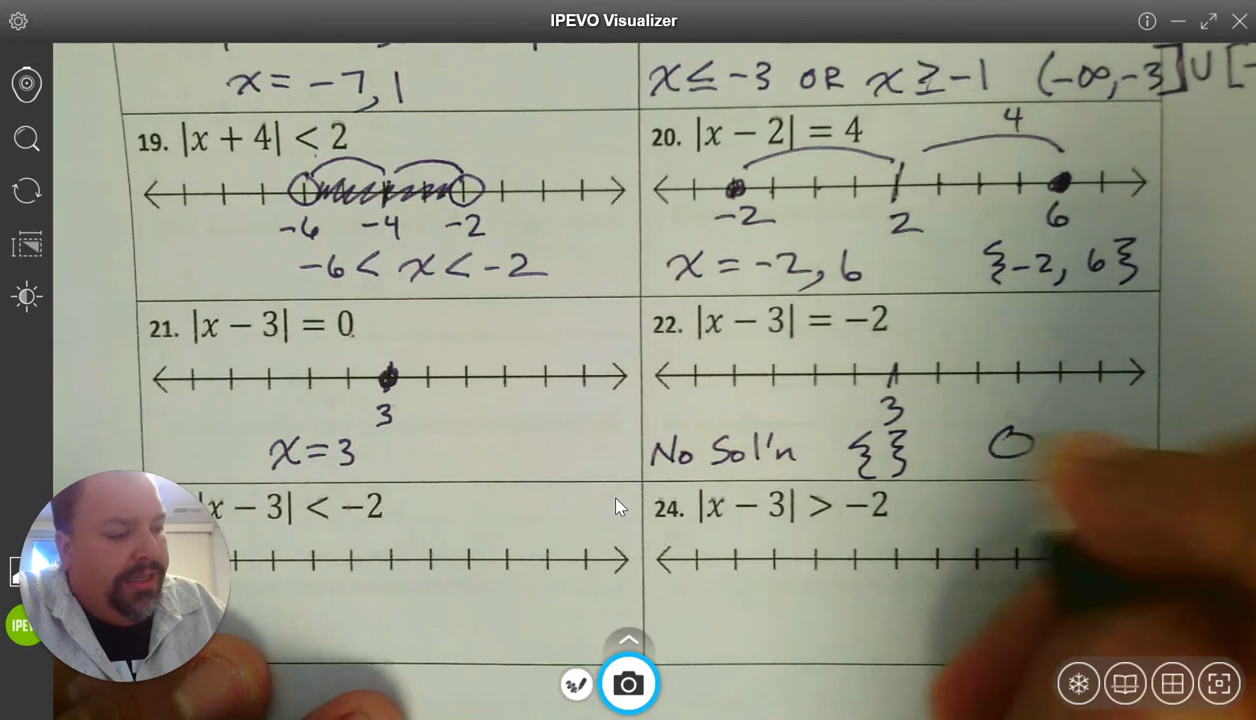 IPEVO Visualizer
x = -7, 1
x ≤ -3 OR x ≥ -1 (-∞, -3] ∪ [-
19. |x + 4| < 2
-6 -4 -2
-6 < x < -2
20. |x − 2| = 4
4
-2 2 6
x = -2, 6 {-2, 6}
21. |x − 3| = 0
3
x = 3
22. |x − 3| = −2
3
No Sol'n { }
x − 3| < −2
24. |x − 3| > −2
IPE